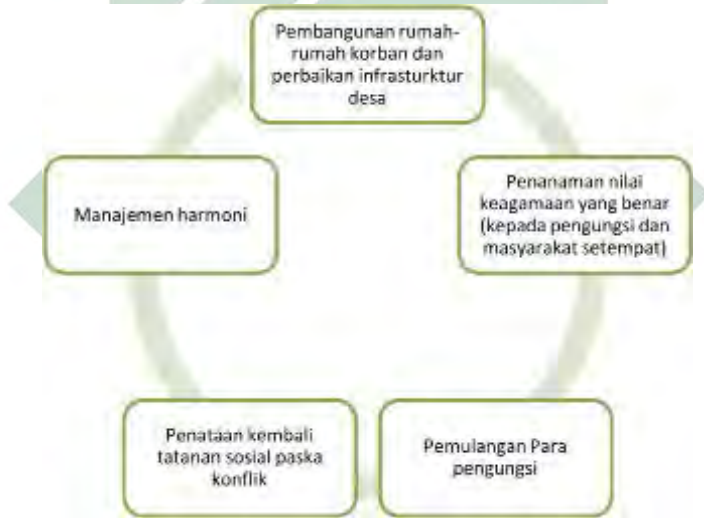 Pembangunan rumah-
rumah korban dan
perbaikan infrasturktur
desa
Penanaman nilai
keagamaan yang benar
(kepada pengungsi dan
masyarakat setempat)
Pemulangan Para
pengungsi
Penataan kembali
tatanan sosial paska
konflik
Manajemen harmoni